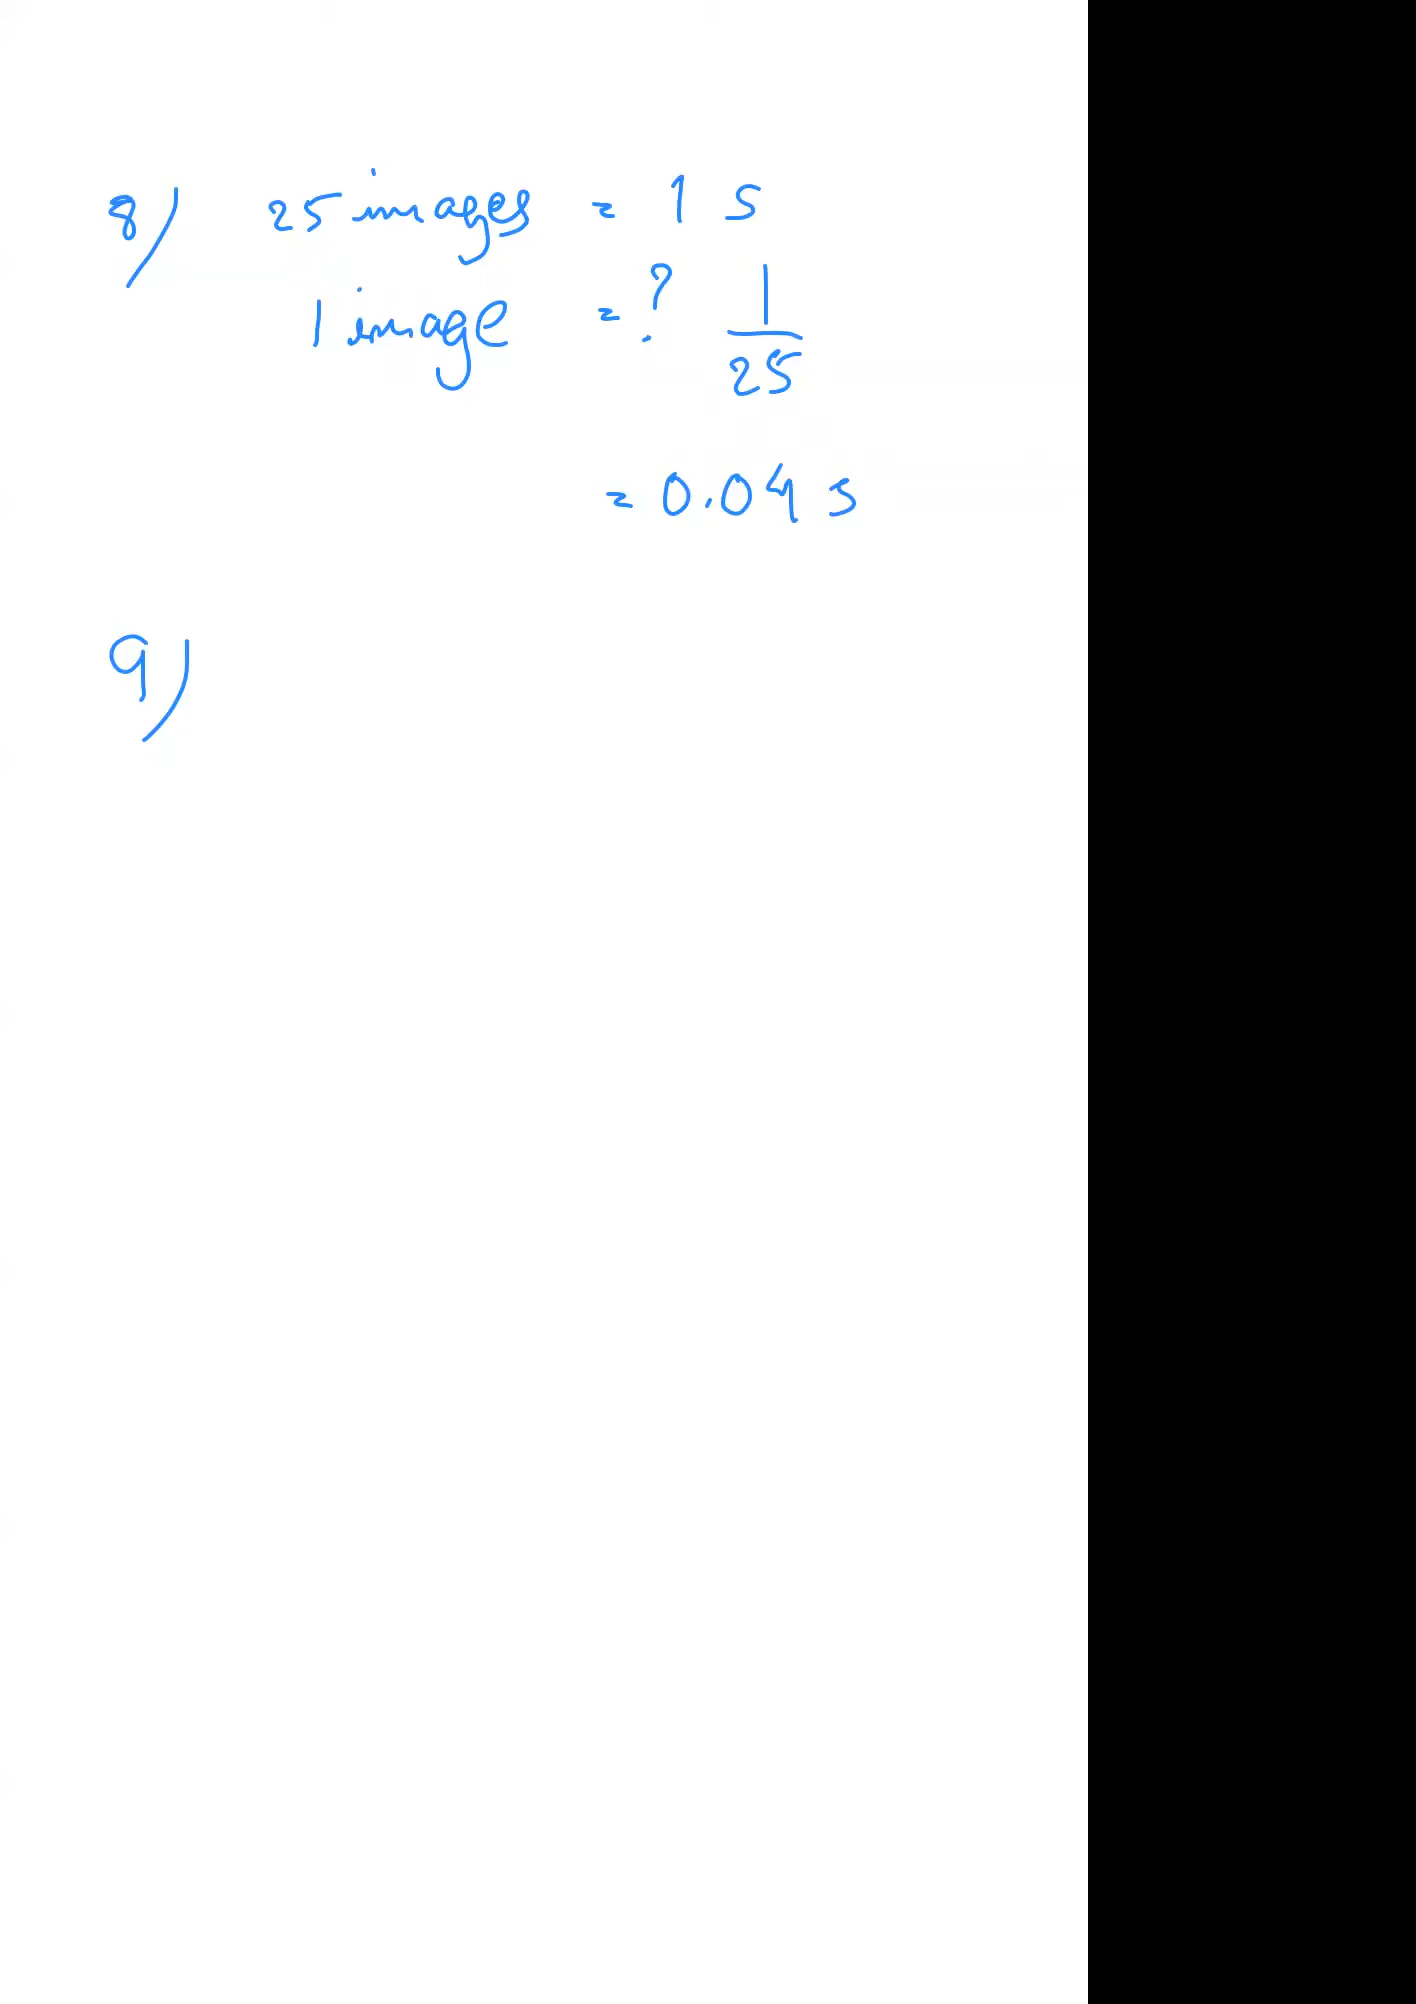 8) 25 images = 1 s
1 image = ? 1/25
= 0.04 s
9)